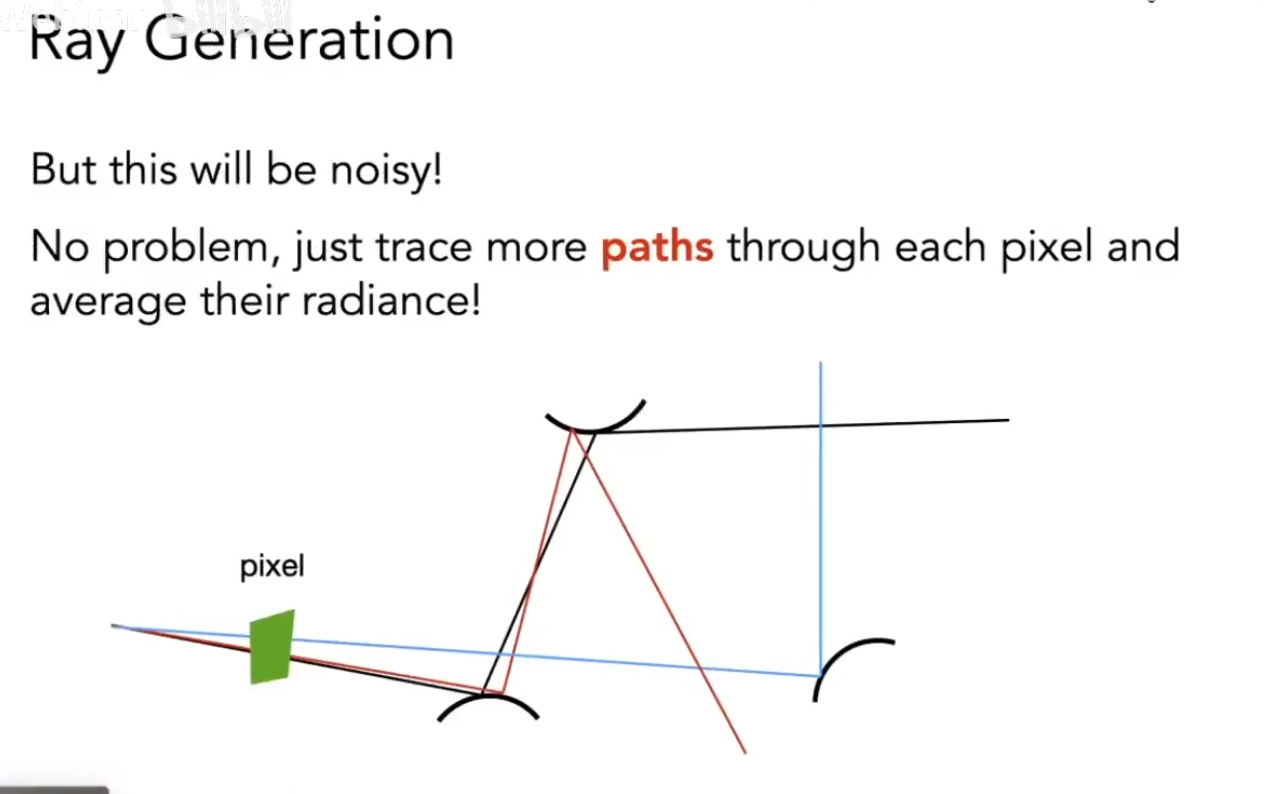 Ray Generation
But this will be noisy!
No problem, just trace more paths through each pixel and
average their radiance!
pixel